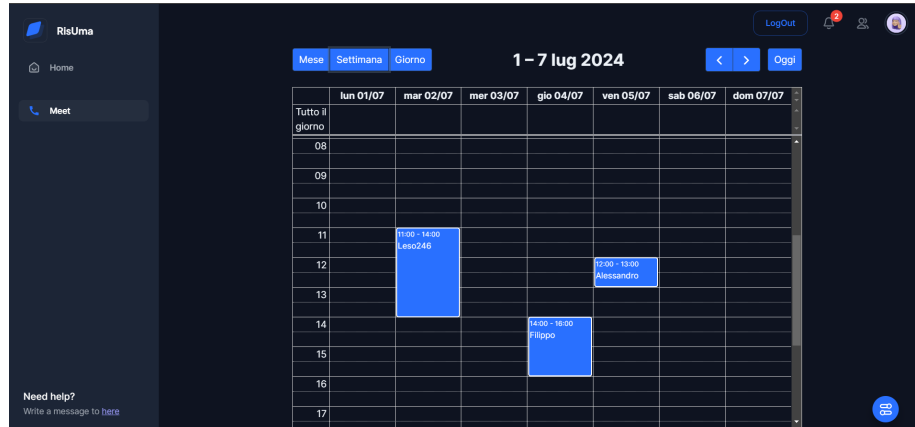 RisUma
LogOut
2
Home
Meet
Mese Settimana Giorno
1 – 7 lug 2024
Oggi
lun 01/07 mar 02/07 mer 03/07 gio 04/07 ven 05/07 sab 06/07 dom 07/07
Tutto il
giorno
08
09
10
11
11:00 - 14:00
Leso246
12
12:00 - 13:00
Alessandro
13
14
14:00 - 16:00
Filippo
15
16
17
Need help?
Write a message to here